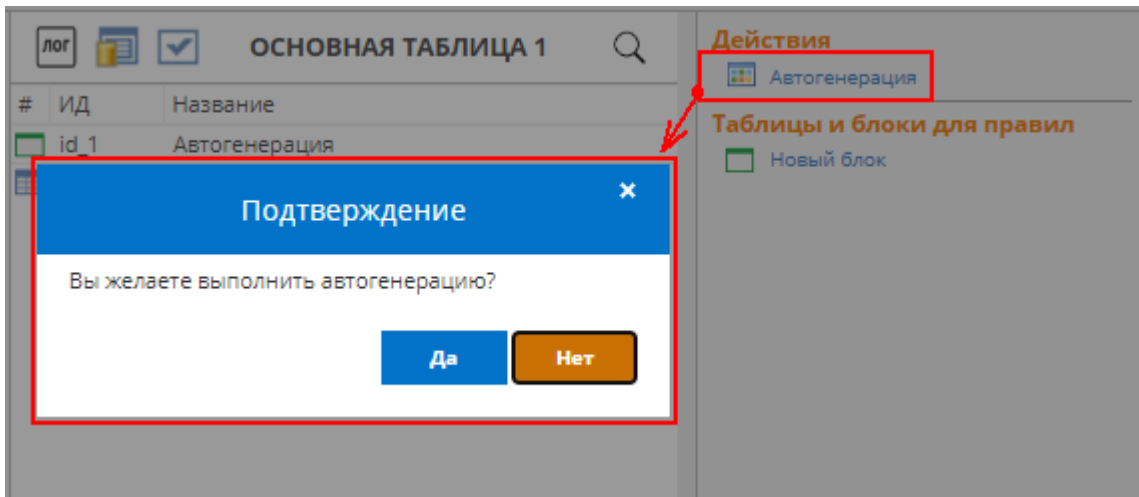 лог
ОСНОВНАЯ ТАБЛИЦА 1
# ИД Название
id_1 Автогенерация
Подтверждение
Вы желаете выполнить автогенерацию?
Да Нет
Действия
Автогенерация
Таблицы и блоки для правил
Новый блок